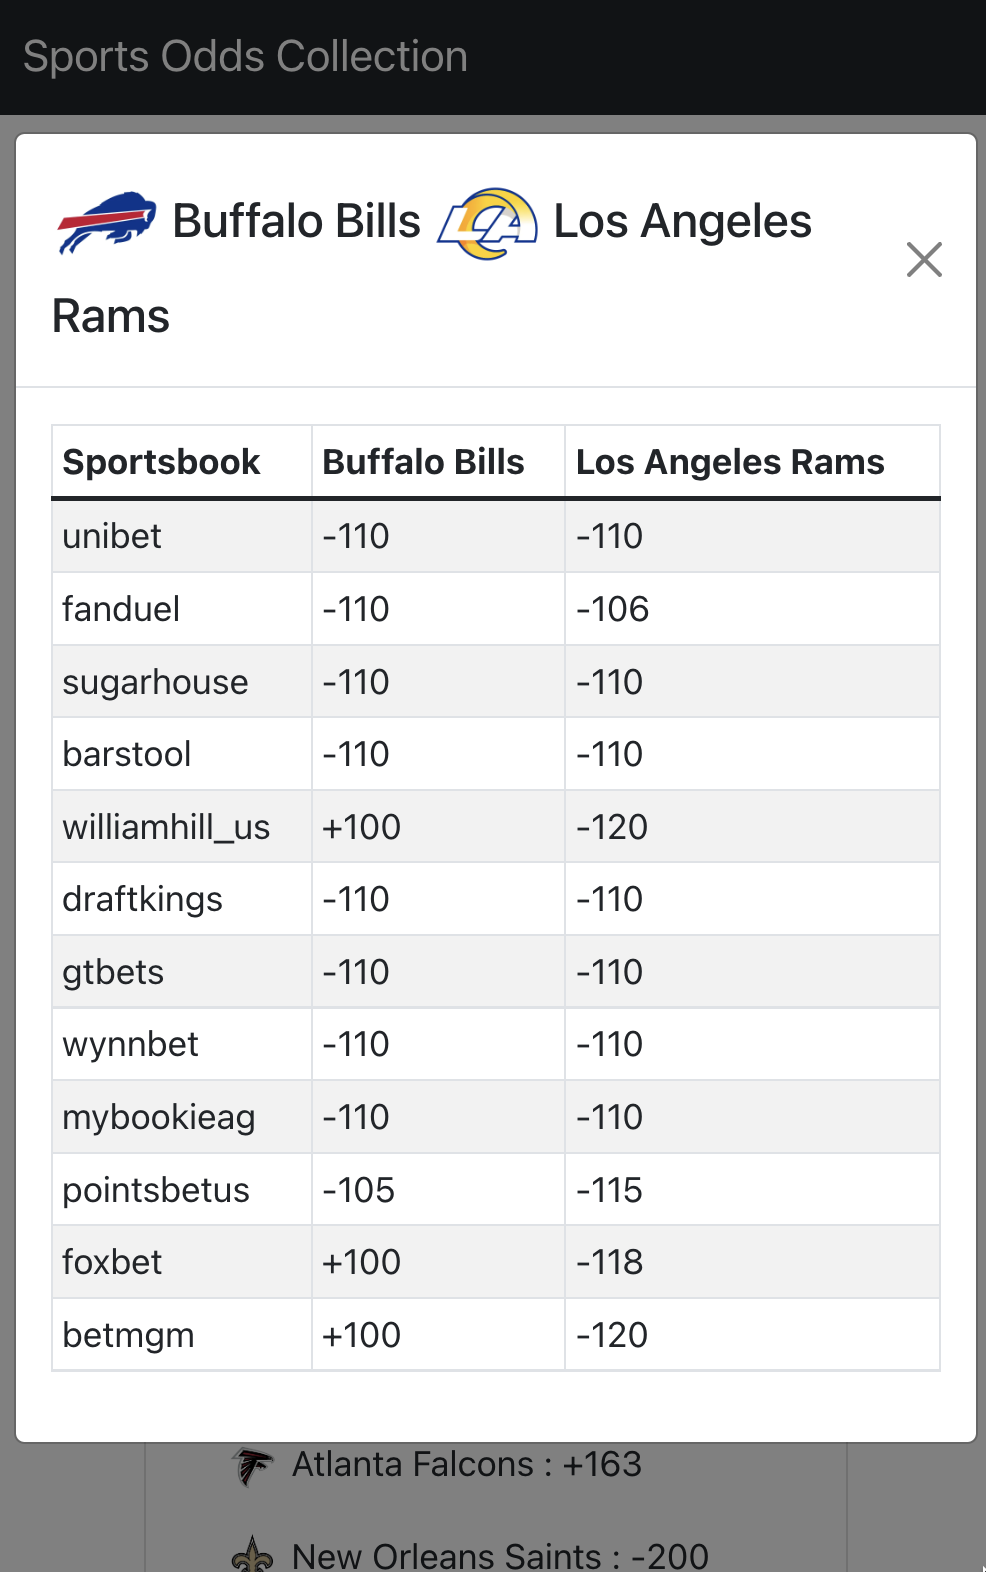 Sports Odds Collection
Buffalo Bills LA Los Angeles
Rams
Sportsbook Buffalo Bills Los Angeles Rams
unibet -110 -110
fanduel -110 -106
sugarhouse -110 -110
barstool -110 -110
williamhill_us +100 -120
draftkings -110 -110
gtbets -110 -110
wynnbet -110 -110
mybookieag -110 -110
pointsbetus -105 -115
foxbet +100 -118
betmgm +100 -120
Atlanta Falcons : +163
New Orleans Saints : -200